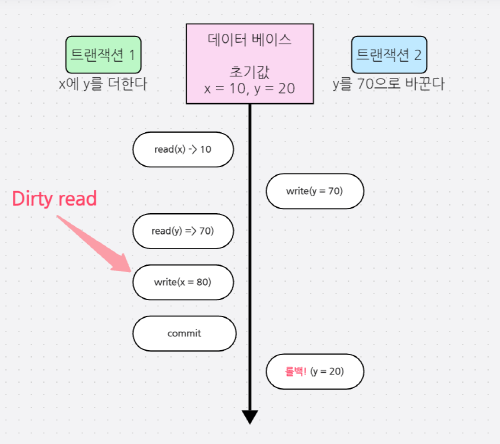 트랜잭션 1
x에 y를 더한다
데이터 베이스
초기값
x = 10, y = 20
트랜잭션 2
y를 70으로 바꾼다
read(x) -> 10
write(y = 70)
Dirty read
read(y) => 70)
write(x = 80)
commit
롤백! (y = 20)